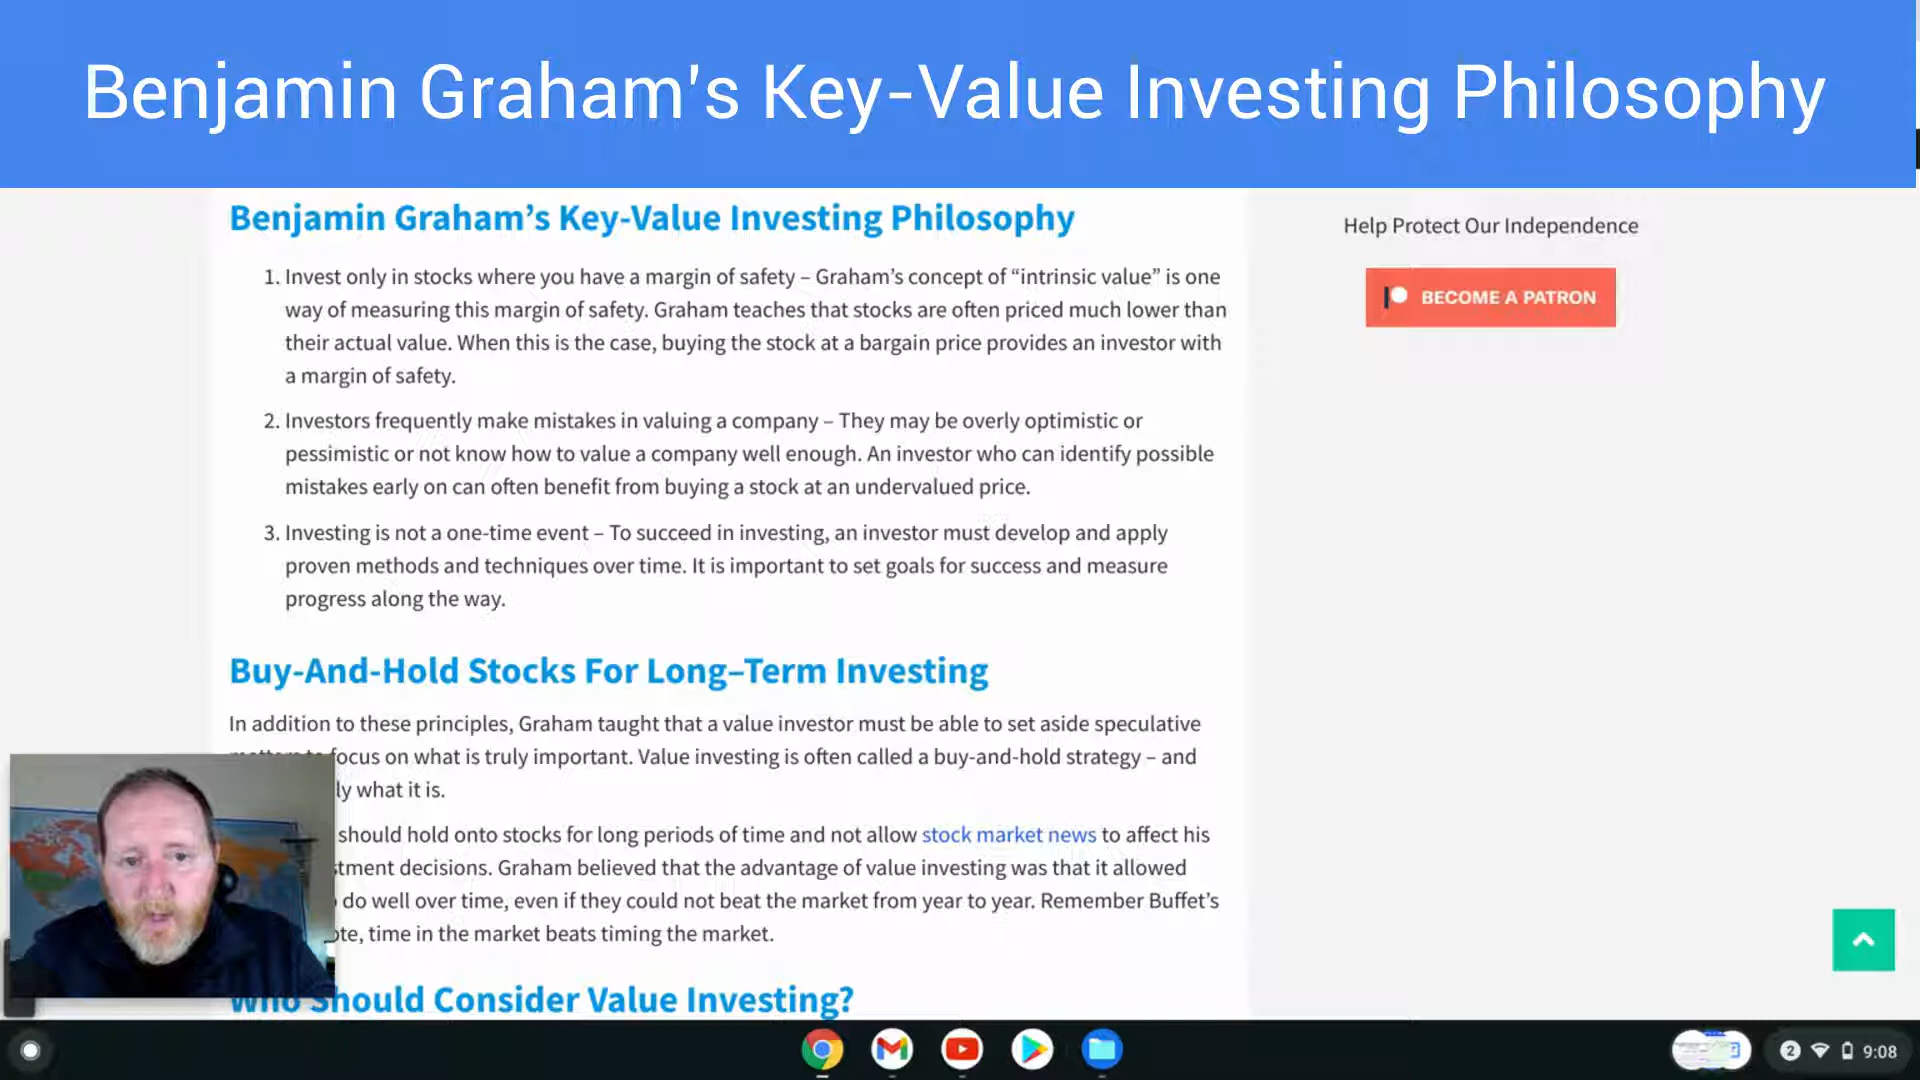 Benjamin Graham's Key-Value Investing Philosophy
Benjamin Graham’s Key-Value Investing Philosophy
Help Protect Our Independence
BECOME A PATRON
1. Invest only in stocks where you have a margin of safety – Graham’s concept of “intrinsic value” is one
way of measuring this margin of safety. Graham teaches that stocks are often priced much lower than
their actual value. When this is the case, buying the stock at a bargain price provides an investor with
a margin of safety.
2. Investors frequently make mistakes in valuing a company – They may be overly optimistic or
pessimistic or not know how to value a company well enough. An investor who can identify possible
mistakes early on can often benefit from buying a stock at an undervalued price.
3. Investing is not a one-time event – To succeed in investing, an investor must develop and apply
proven methods and techniques over time. It is important to set goals for success and measure
progress along the way.
Buy-And-Hold Stocks For Long–Term Investing
In addition to these principles, Graham taught that a value investor must be able to set aside speculative
focus on what is truly important. Value investing is often called a buy-and-hold strategy – and
ly what it is.
should hold onto stocks for long periods of time and not allow stock market news to affect his
stment decisions. Graham believed that the advantage of value investing was that it allowed
do well over time, even if they could not beat the market from year to year. Remember Buffet’s
ote, time in the market beats timing the market.
Who Should Consider Value Investing?
2 9:08